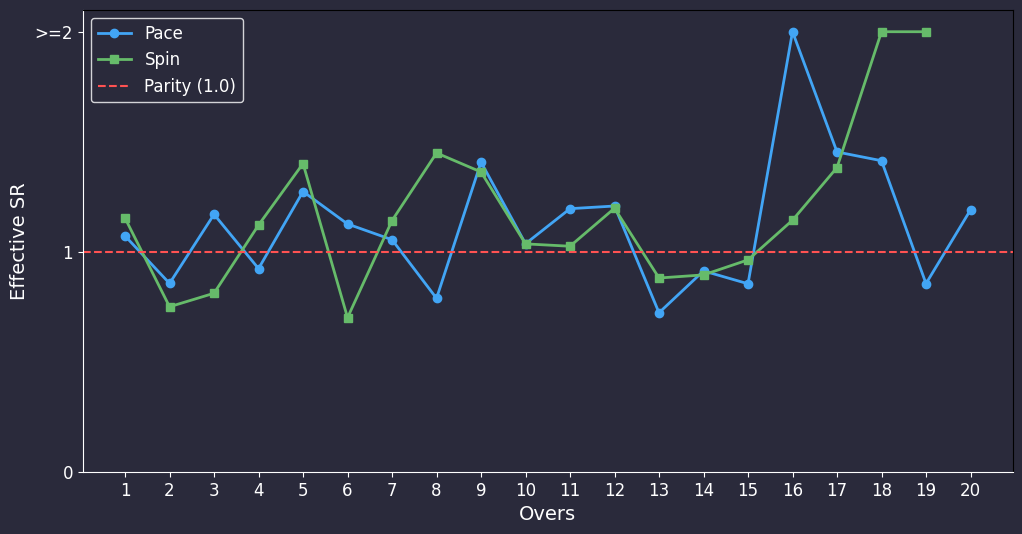 >=2
Pace
Spin
Parity (1.0)
Effective SR
1
0
1 2 3 4 5 6 7 8 9 10 11 12 13 14 15 16 17 18 19 20
Overs